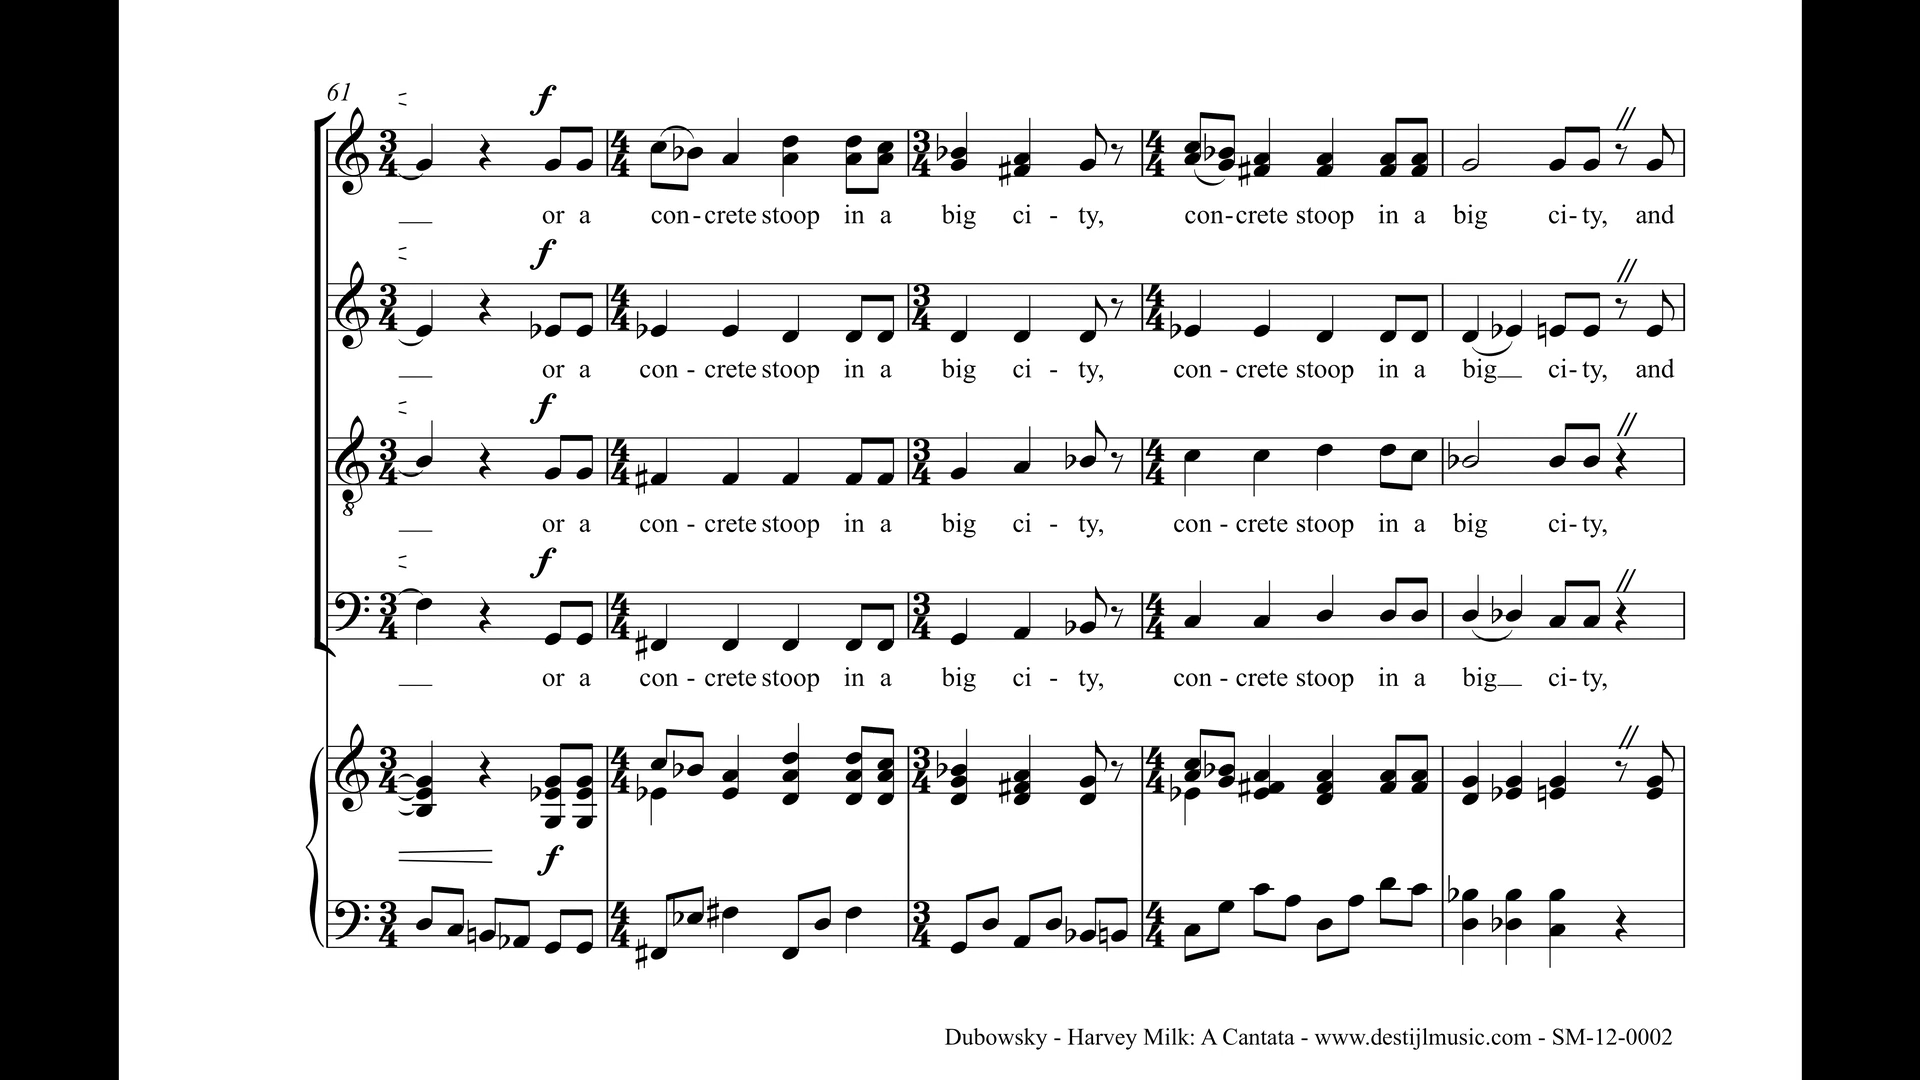 61
f
or a con - crete stoop in a big ci - ty, con - crete stoop in a big ci - ty, and
f
or a con - crete stoop in a big ci - ty, con - crete stoop in a big ci - ty, and
f
or a con - crete stoop in a big ci - ty, con - crete stoop in a big ci - ty,
f
or a con - crete stoop in a big ci - ty, con - crete stoop in a big ci - ty,
f
Dubowsky - Harvey Milk: A Cantata - www.destijlmusic.com - SM-12-0002